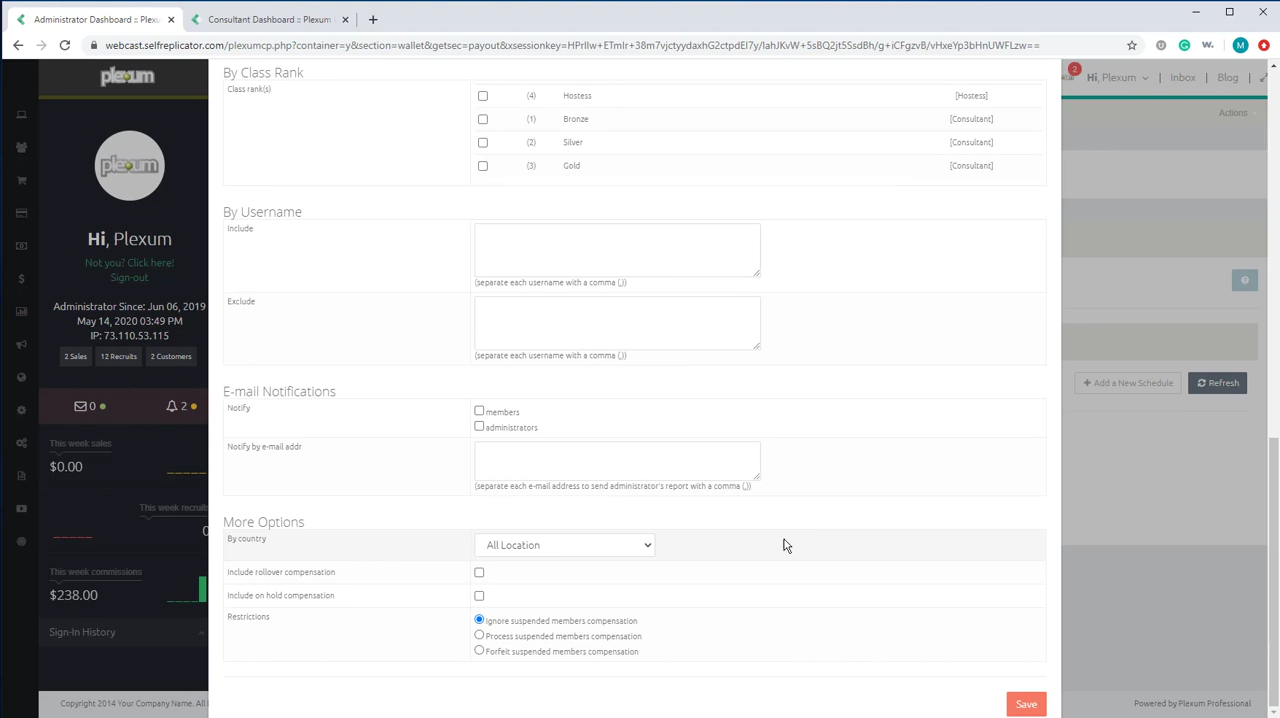 Administrator Dashboard :: Plexu
Consultant Dashboard :: Plexum
webcast.selfreplicator.com/plexumcp.php?container=y&section=wallet&getsec=payout&xsessionkey=HPrIlw+ETmIr+38m7vjctyydaxhG2ctpdEI7y/lahJKvW+5sBQ2jt5SsdBh/g+iCFgzvB/vHxeYp3bHnUWFLzw==
M
plexum
2
Hi, Plexum
Inbox
Blog
Actions
plexum
Hi, Plexum
Not you? Click here!
Sign-out
Administrator Since: Jun 06, 2019
May 14, 2020 03:49 PM
IP: 73.110.53.115
2 Sales
12 Recruits
2 Customers
0
2
This week sales
$0.00
This week recruit
0
This week commissions
$238.00
Sign-In History
By Class Rank
Class rank(s)
(4) Hostess [Hostess]
(1) Bronze [Consultant]
(2) Silver [Consultant]
(3) Gold [Consultant]
By Username
Include
(separate each username with a comma (,))
Exclude
(separate each username with a comma (,))
E-mail Notifications
Notify
members
administrators
Notify by e-mail addr
(separate each e-mail address to send administrator's report with a comma (,))
More Options
By country
All Location
Include rollover compensation
Include on hold compensation
Restrictions
Ignore suspended members compensation
Process suspended members compensation
Forfeit suspended members compensation
Save
+ Add a New Schedule
Refresh
Copyright 2014 Your Company Name. All
Powered by Plexum Professional